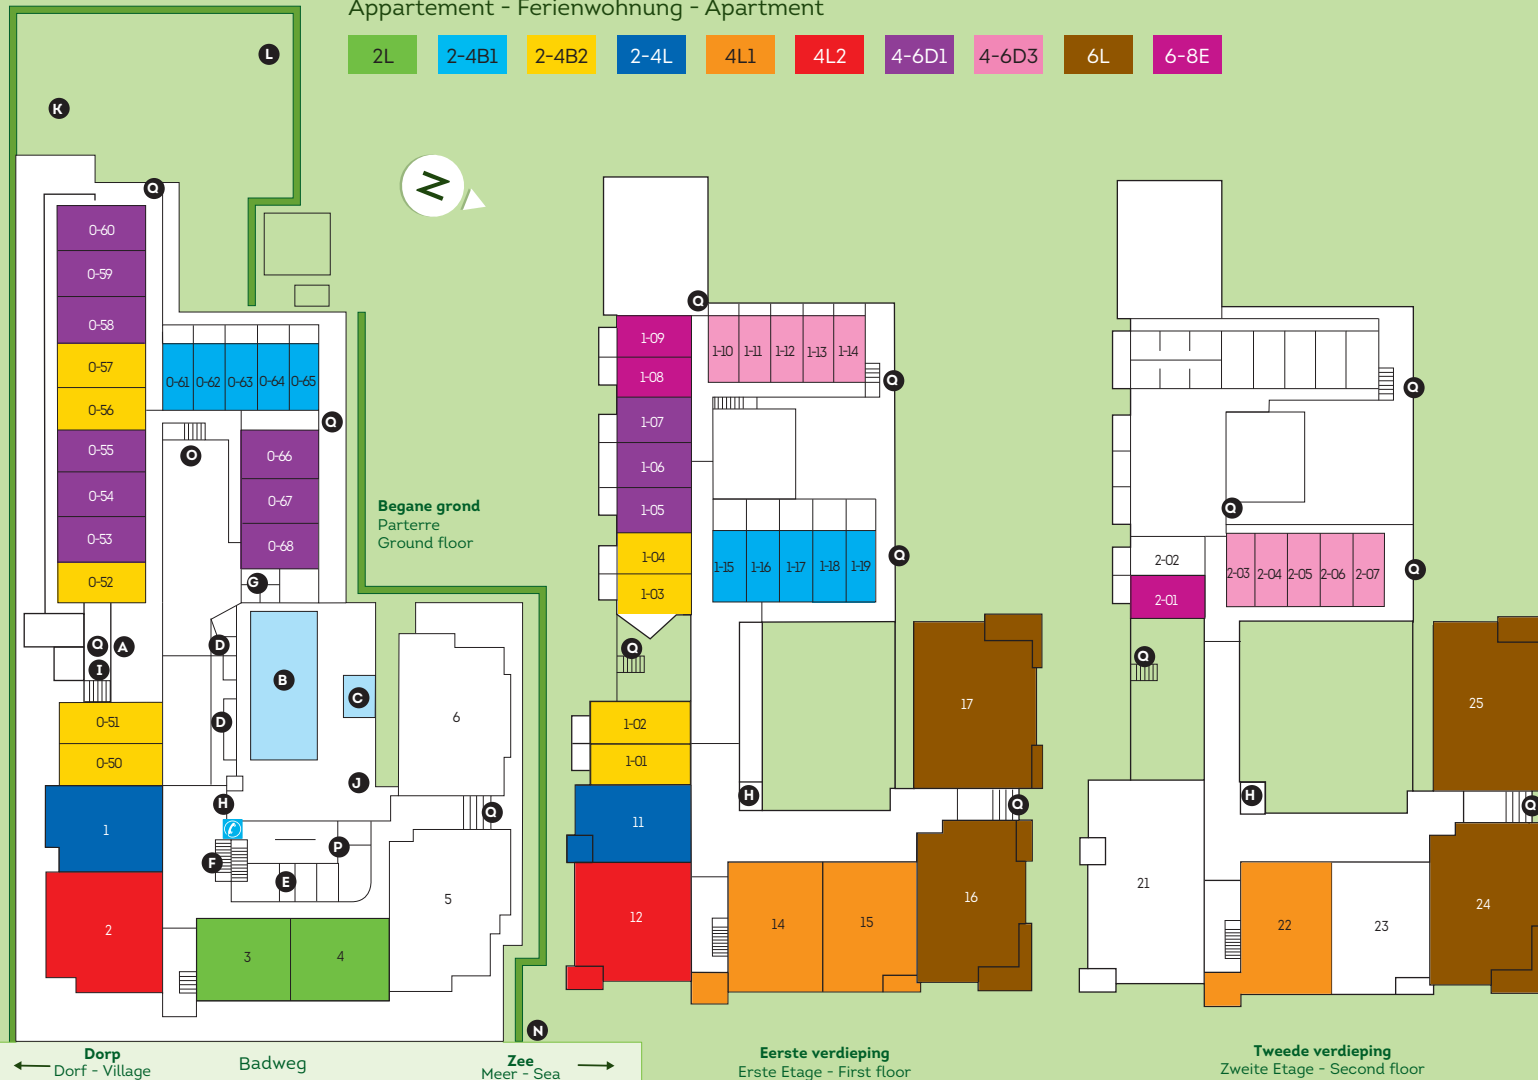 Appartement - Ferienwohnung - Apartment
2L 2-4B1 2-4B2 2-4L 4L1 4L2 4-6D1 4-6D3 6L 6-8E
L
K
Q
0-60
0-59
0-58
0-57
0-56
0-55
0-54
0-53
0-52
0-61 0-62 0-63 0-64 0-65
Q
O
0-66
0-67
0-68
G
Begane grond
Parterre
Ground floor
Q A
I
D
B
C
D
0-51
0-50
6
J
H
Q
1
F
P
E
2
3 4
5
N
Dorp
Dorf - Village
Badweg
Zee
Meer - Sea
Q
1-09
1-08
1-07
1-06
1-05
1-04
1-03
1-10 1-11 1-12 1-13 1-14
Q
1-15 1-16 1-17 1-18 1-19
Q
Q
1-02
1-01
17
H
Q
11
12
14 15
16
Eerste verdieping
Erste Etage - First floor
Q
Q
2-02
2-01
2-03 2-04 2-05 2-06 2-07
Q
Q
25
H
Q
21
22 23
24
Tweede verdieping
Zweite Etage - Second floor